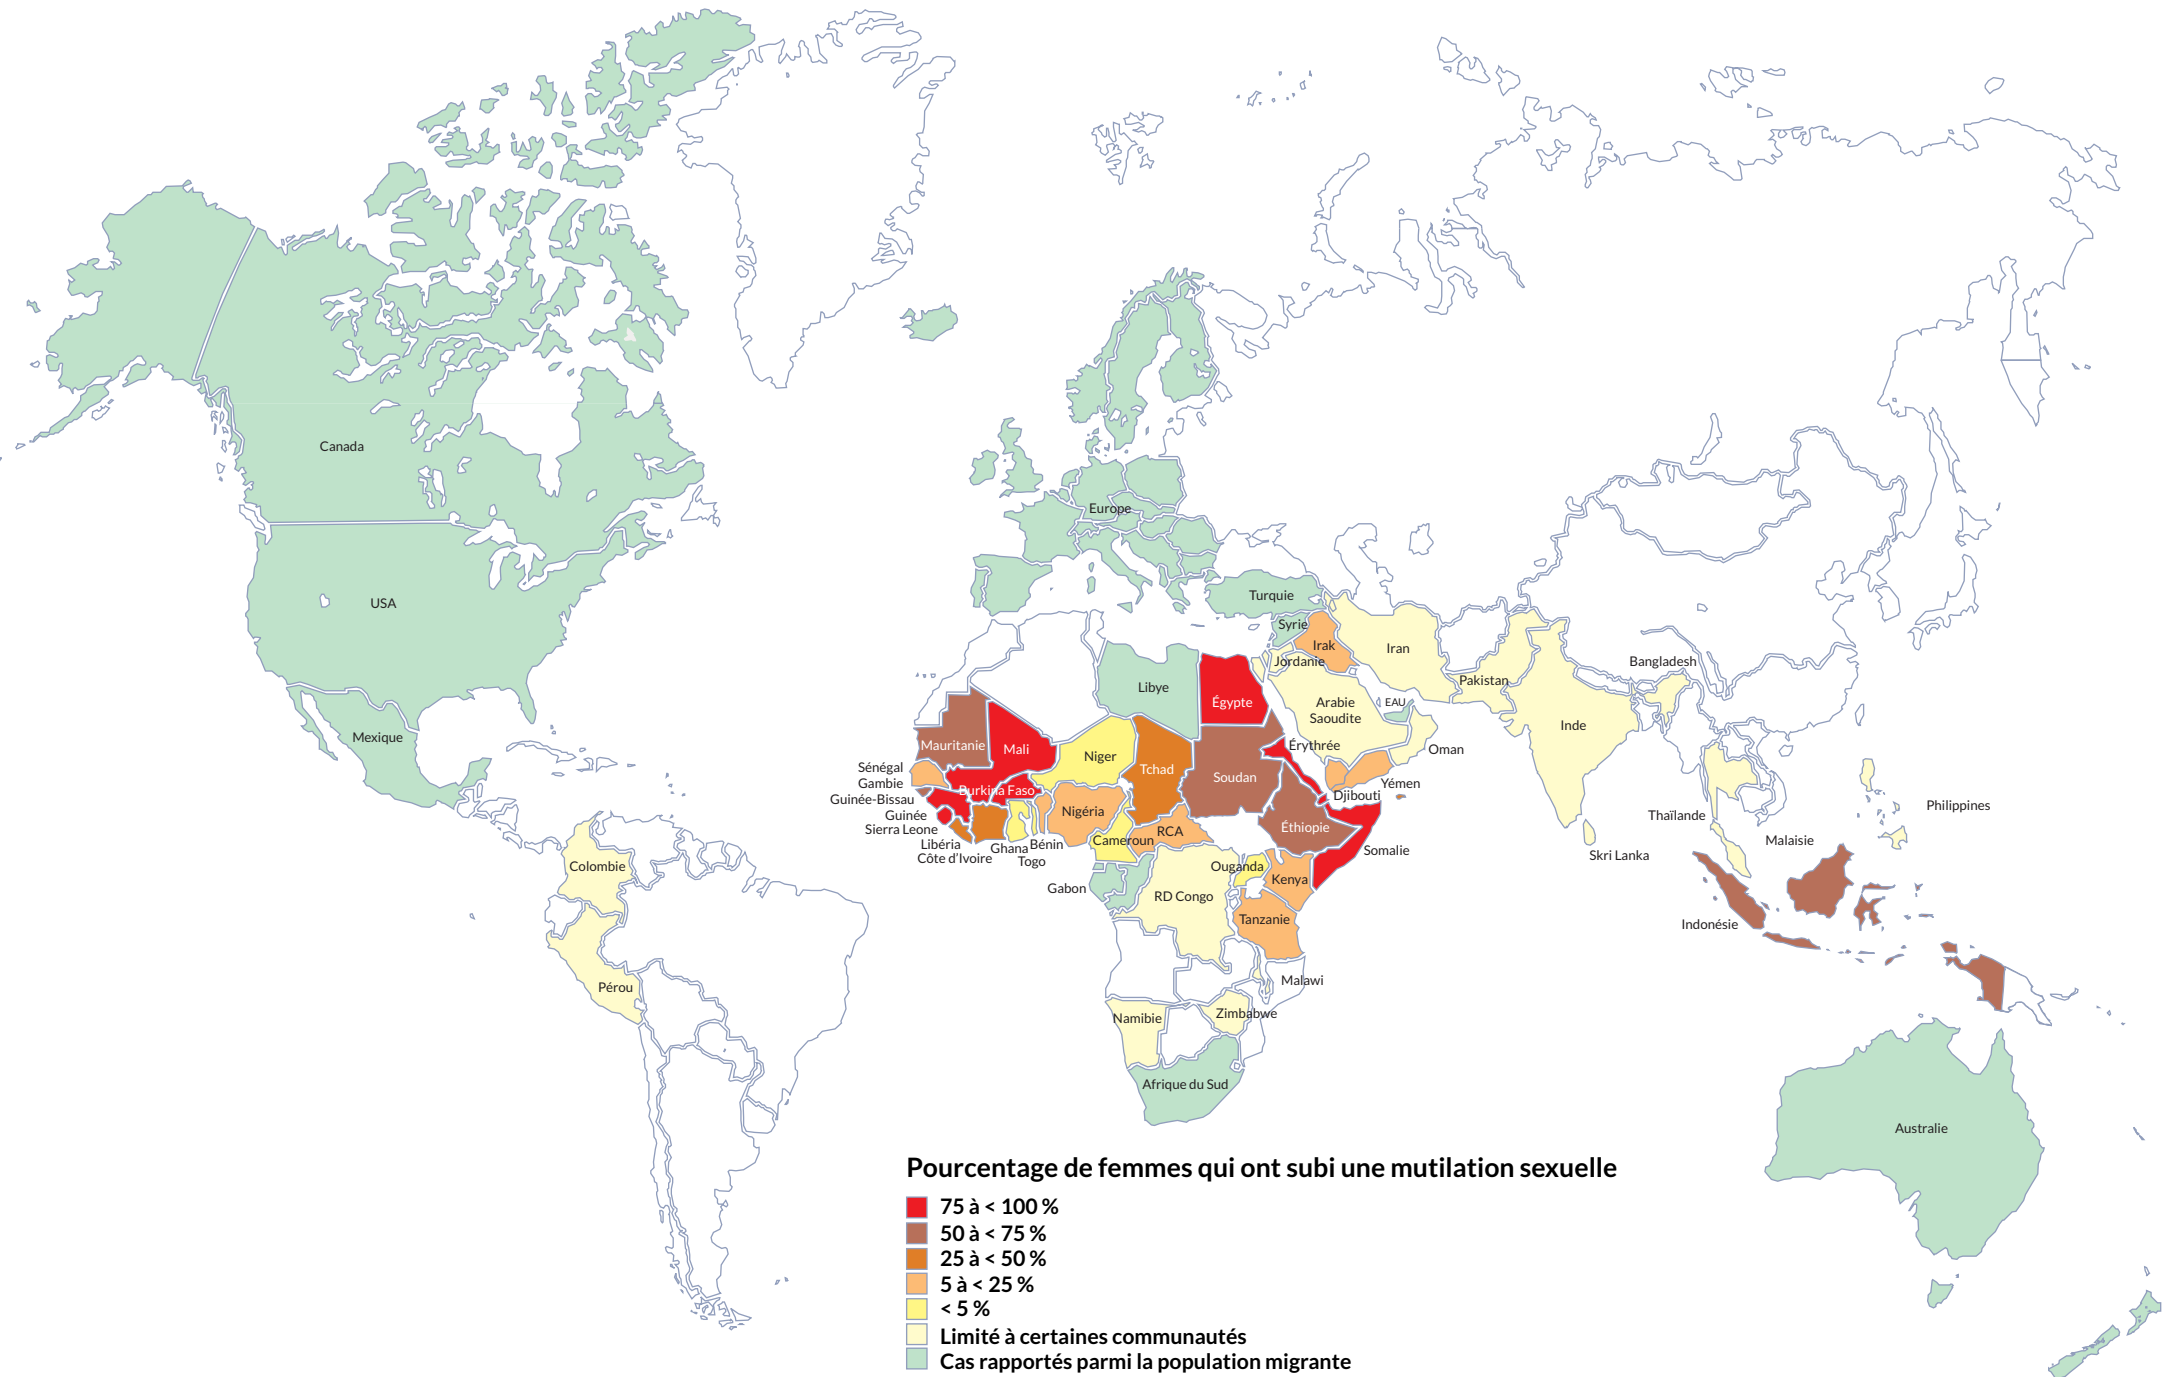 Canada
USA
Mexique
Colombie
Pérou
Europe
Turquie
Syrie
Irak
Iran
Jordanie
Pakistan
Bangladesh
Libye
Égypte
Arabie
Saoudite
EAU
Inde
Oman
Mauritanie
Mali
Niger
Tchad
Soudan
Érythrée
Yémen
Djibouti
Sénégal
Gambie
Guinée-Bissau
Guinée
Sierra Leone
Libéria
Côte d'Ivoire
Burkina Faso
Ghana
Togo
Bénin
Nigéria
Cameroun
RCA
Éthiopie
Somalie
Gabon
RD Congo
Ouganda
Kenya
Tanzanie
Malawi
Zimbabwe
Namibie
Afrique du Sud
Thaïlande
Philippines
Malaisie
Skri Lanka
Indonésie
Australie
Pourcentage de femmes qui ont subi une mutilation sexuelle
75 à < 100 %
50 à < 75 %
25 à < 50 %
5 à < 25 %
< 5 %
Limité à certaines communautés
Cas rapportés parmi la population migrante